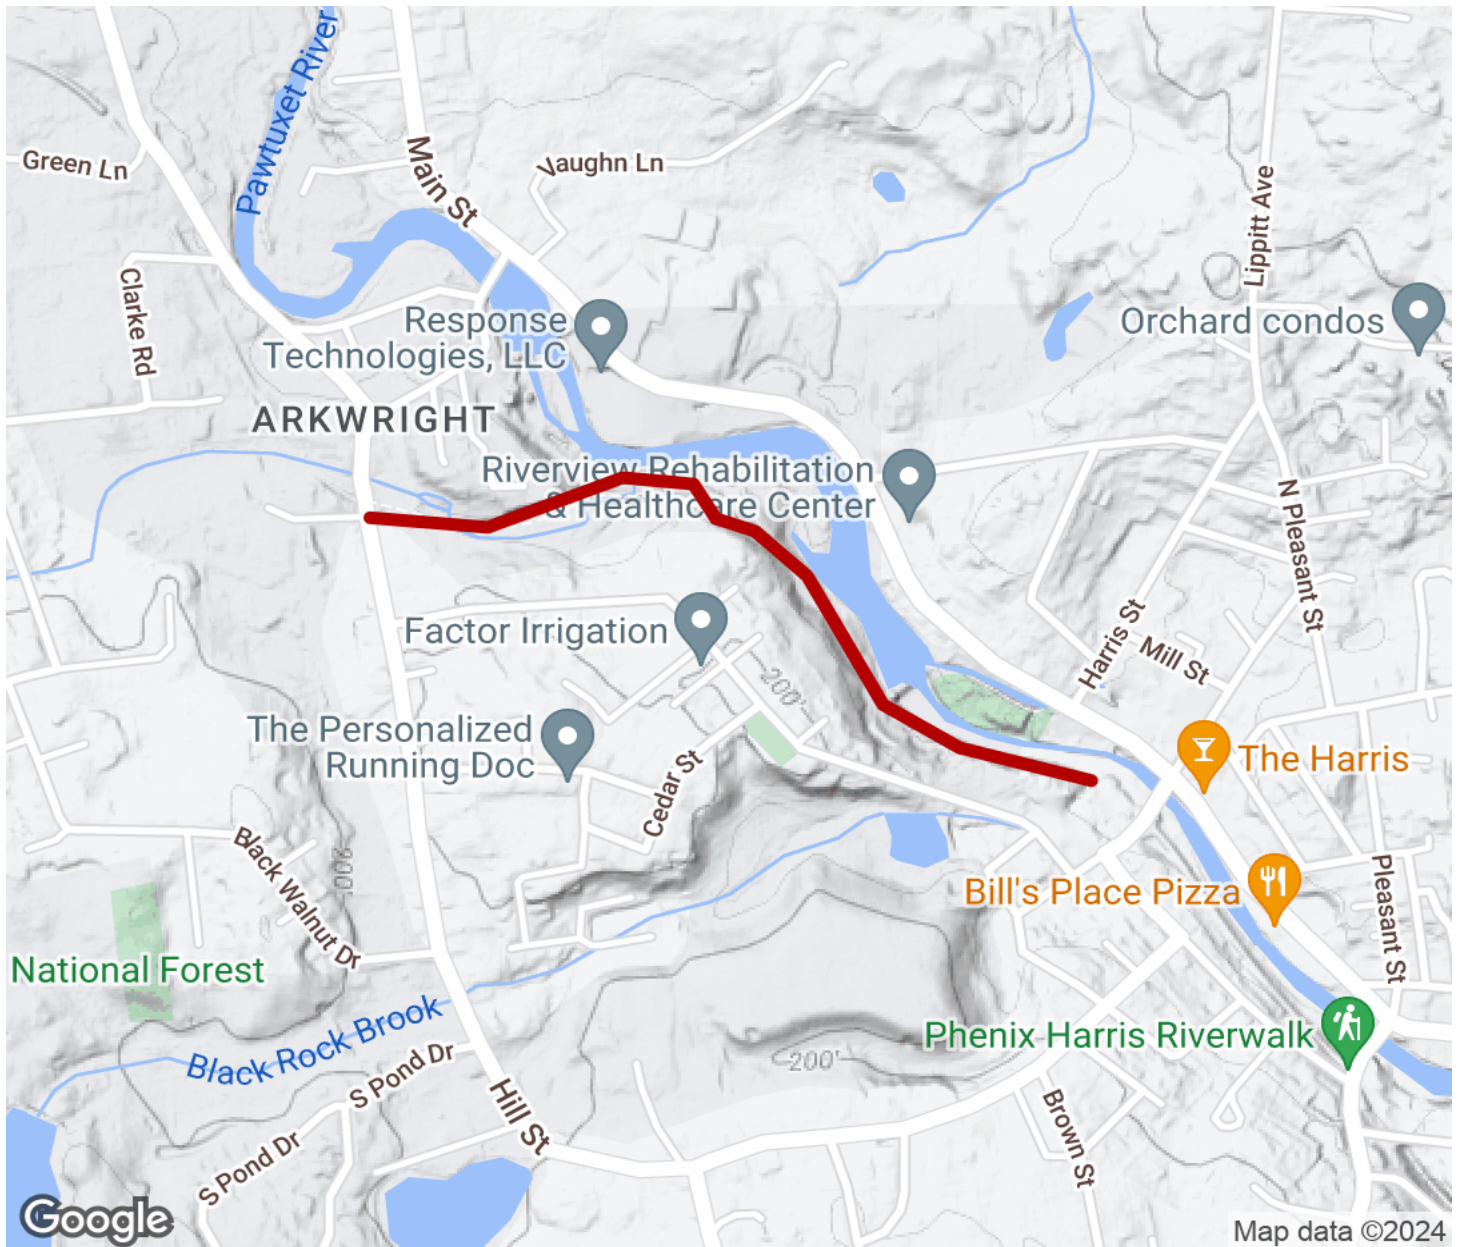 Pawtuxet River
Main St
Green Ln
Vaughn Ln
Lippitt Ave
Clarke Rd
Response
Technologies, LLC
Orchard condos
ARKWRIGHT
Riverview Rehabilitation
& Healthcare Center
N Pleasant St
Factor Irrigation
Harris St
Mill St
200'
The Personalized
Running Doc
The Harris
Cedar St
Black Walnut Dr
200'
Bill's Place Pizza
Pleasant St
National Forest
Black Rock Brook
Phenix Harris Riverwalk
200'
S Pond Dr
Hill St
Brown St
S Pond Dr
Google
Map data ©2024